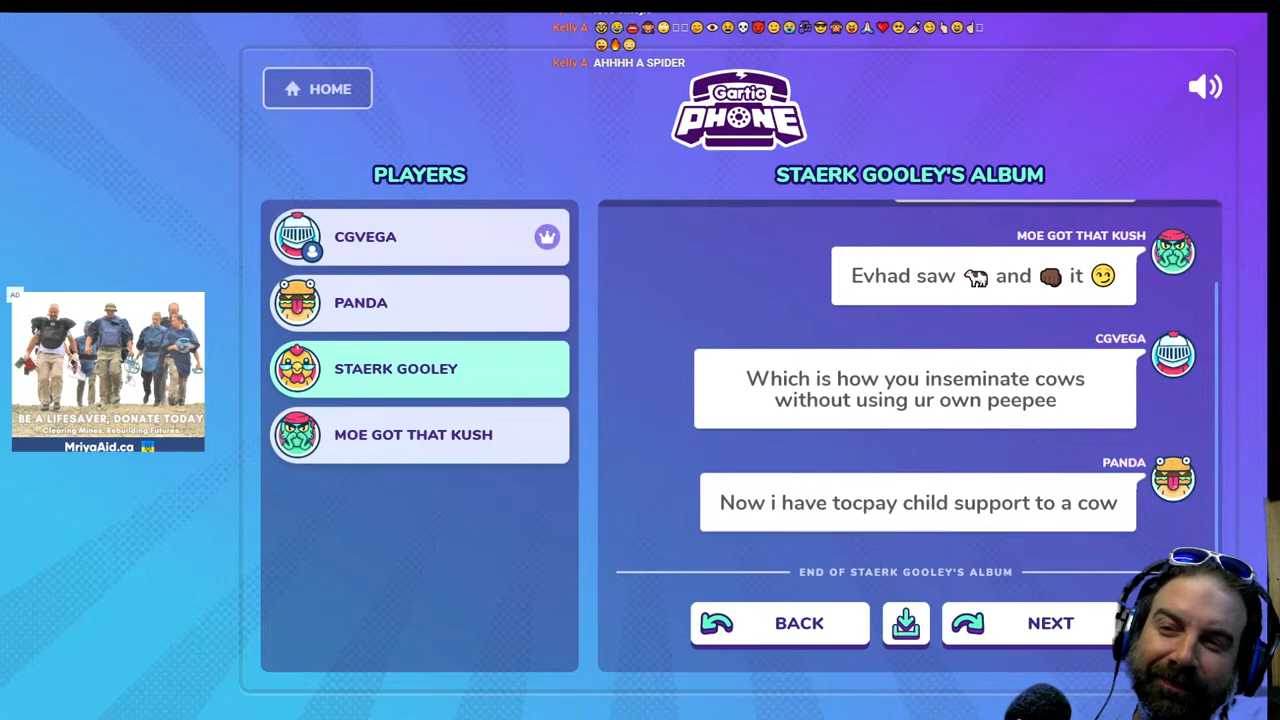 Kelly A
Kelly A AHHHH A SPIDER
HOME
Gartic
PHONE
PLAYERS
STAERK GOOLEY'S ALBUM
CGVEGA
PANDA
STAERK GOOLEY
MOE GOT THAT KUSH
MOE GOT THAT KUSH
Evhad saw 🐄 and 👊🏿 it 😏
CGVEGA
Which is how you inseminate cows
without using ur own peepee
PANDA
Now i have tocpay child support to a cow
END OF STAERK GOOLEY'S ALBUM
BACK
NEXT
AD
BE A LIFESAVER, DONATE TODAY
Clearing Mines. Rebuilding Futures.
MriyaAid.ca